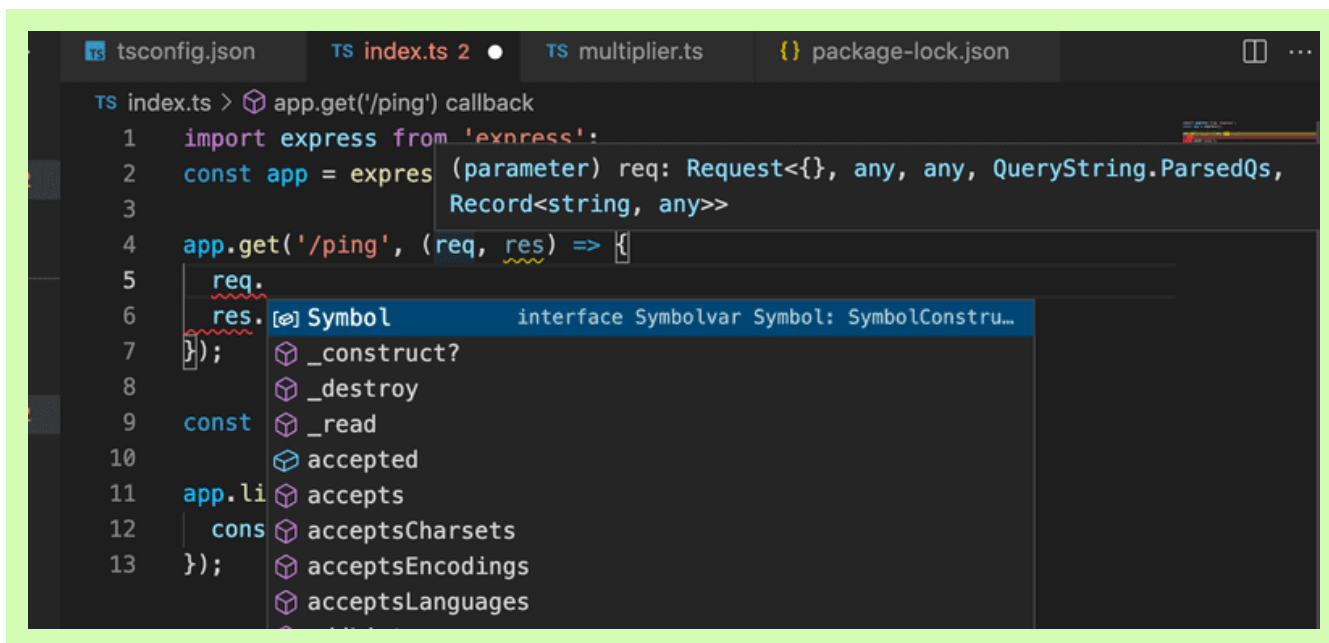 TS tsconfig.json TS index.ts 2 TS multiplier.ts {} package-lock.json ...
TS index.ts > app.get('/ping') callback
1 import express from 'express';
2 const app = expres
(parameter) req: Request<{}, any, any, QueryString.ParsedQs,
Record<string, any>>
3
4 app.get('/ping', (req, res) => {
5 req.
6 res.
Symbol interface Symbolvar Symbol: SymbolConstru…
7 });
_construct?
8
_destroy
9 const
_read
10
accepted
11 app.li
accepts
12 cons
acceptsCharsets
13 });
acceptsEncodings
acceptsLanguages